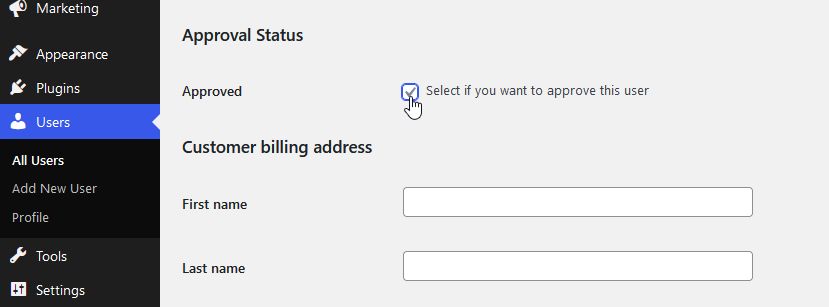 Marketing
Appearance
Plugins
Users
All Users
Add New User
Profile
Tools
Settings
Approval Status
Approved
Select if you want to approve this user
Customer billing address
First name
Last name